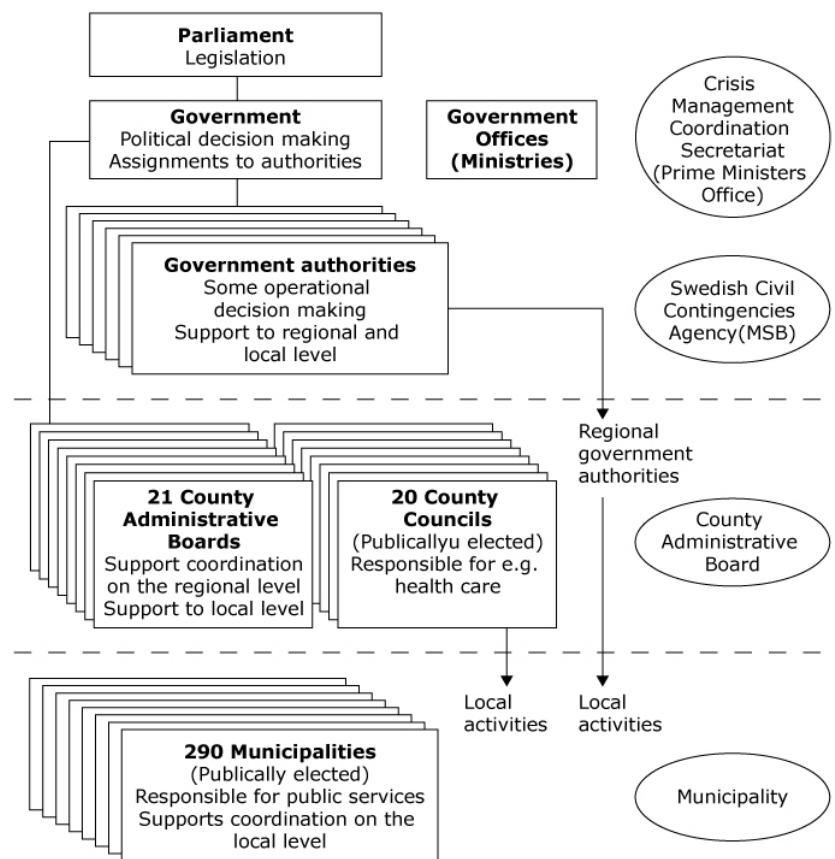 Parliament
Legislation
Government
Political decision making
Assignments to authorities
Government
Offices
(Ministries)
Crisis
Management
Coordination
Secretariat
(Prime Ministers
Office)
Government authorities
Some operational
decision making
Support to regional and
local level
Swedish Civil
Contingencies
Agency(MSB)
21 County
Administrative
Boards
Support coordination
on the regional level
Support to local level
20 County
Councils
(Publicallyu elected)
Responsible for e.g.
health care
Regional
government
authorities
County
Administrative
Board
Local
activities
Local
activities
290 Municipalities
(Publically elected)
Responsible for public services
Supports coordination on the
local level
Municipality